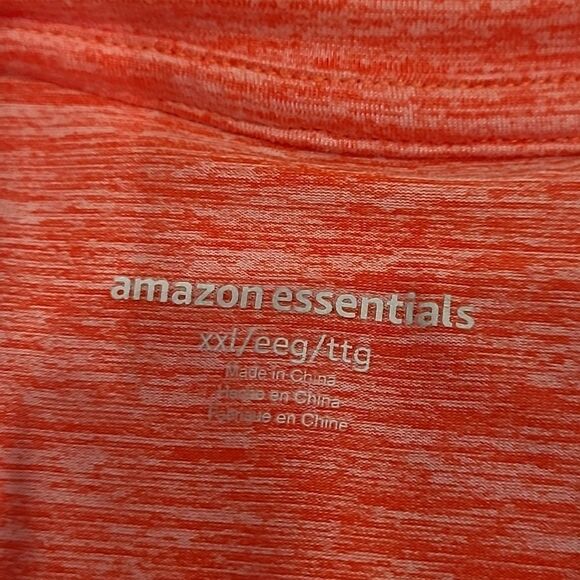 amazon essentials
xxl/eeg/ttg
Made in China
Hecho en China
Fabriqué en Chine